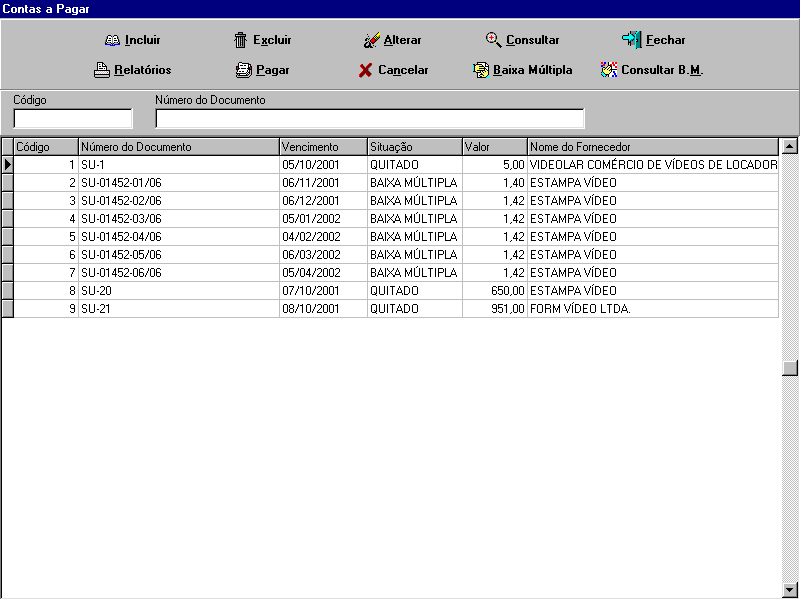 Contas a Pagar
Incluir Excluir Alterar Consultar Fechar
Relatórios Pagar Cancelar Baixa Múltipla Consultar B.M.
Código Número do Documento
Código Número do Documento Vencimento Situação Valor Nome do Fornecedor
1 SU-1 05/10/2001 QUITADO 5,00 VIDEOLAR COMÉRCIO DE VÍDEOS DE LOCADOR
2 SU-01452-01/06 06/11/2001 BAIXA MÚLTIPLA 1,40 ESTAMPA VÍDEO
3 SU-01452-02/06 06/12/2001 BAIXA MÚLTIPLA 1,42 ESTAMPA VÍDEO
4 SU-01452-03/06 05/01/2002 BAIXA MÚLTIPLA 1,42 ESTAMPA VÍDEO
5 SU-01452-04/06 04/02/2002 BAIXA MÚLTIPLA 1,42 ESTAMPA VÍDEO
6 SU-01452-05/06 06/03/2002 BAIXA MÚLTIPLA 1,42 ESTAMPA VÍDEO
7 SU-01452-06/06 05/04/2002 BAIXA MÚLTIPLA 1,42 ESTAMPA VÍDEO
8 SU-20 07/10/2001 QUITADO 650,00 ESTAMPA VÍDEO
9 SU-21 08/10/2001 QUITADO 951,00 FORM VÍDEO LTDA.